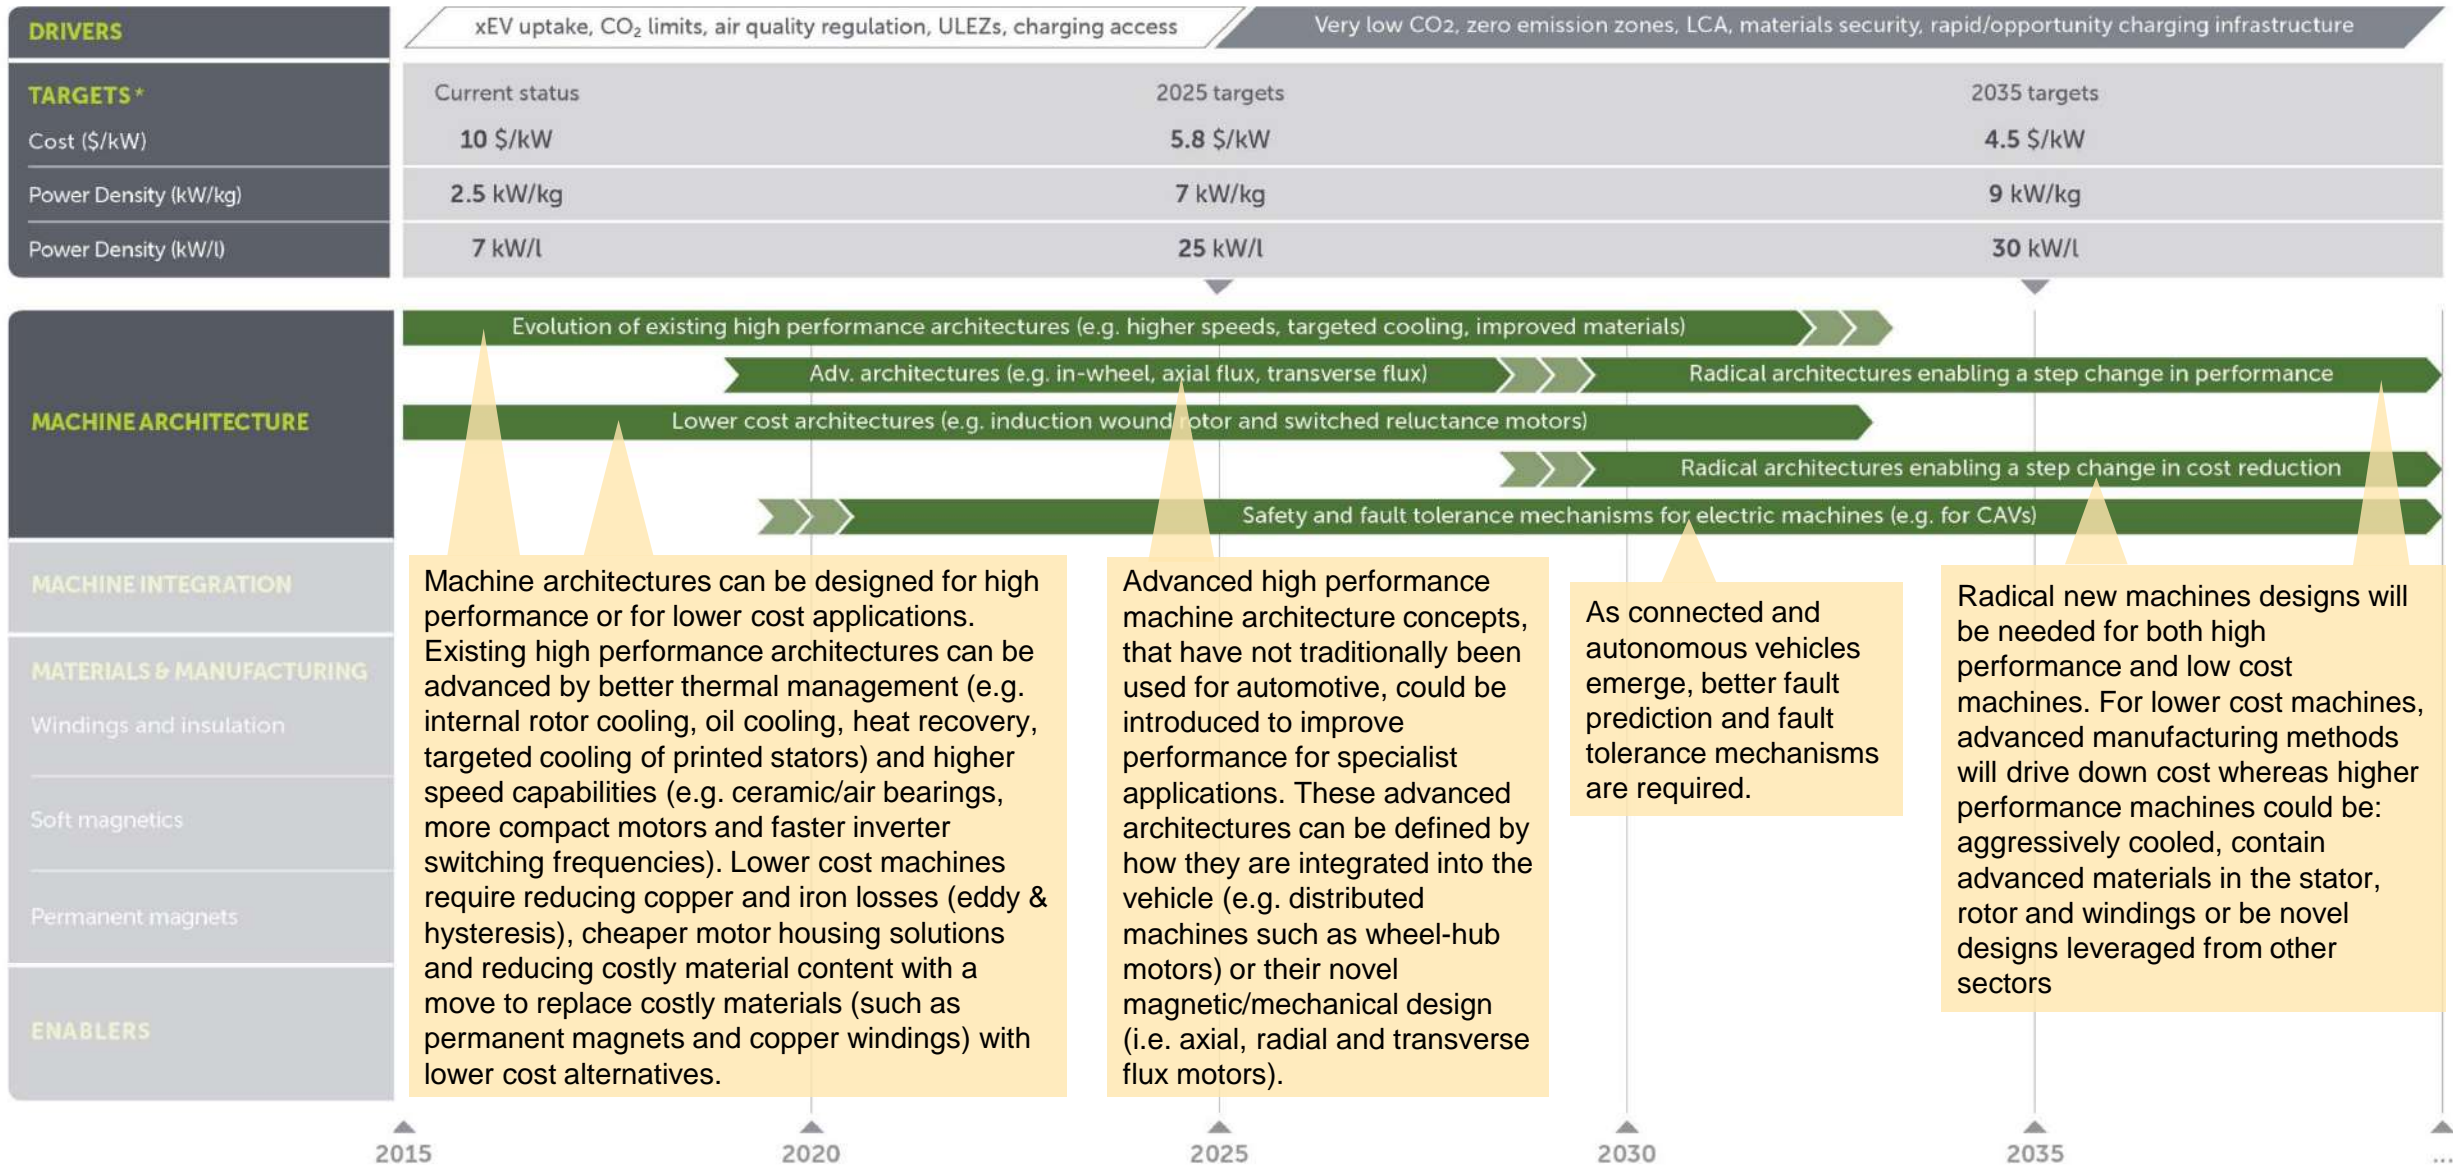 DRIVERS
xEV uptake, CO₂ limits, air quality regulation, ULEZs, charging access
Very low CO2, zero emission zones, LCA, materials security, rapid/opportunity charging infrastructure
TARGETS*
Current status
2025 targets
2035 targets
Cost ($/kW)
10 $/kW
5.8 $/kW
4.5 $/kW
Power Density (kW/kg)
2.5 kW/kg
7 kW/kg
9 kW/kg
Power Density (kW/l)
7 kW/l
25 kW/l
30 kW/l
MACHINE ARCHITECTURE
Evolution of existing high performance architectures (e.g. higher speeds, targeted cooling, improved materials)
Adv. architectures (e.g. in-wheel, axial flux, transverse flux)
Radical architectures enabling a step change in performance
Lower cost architectures (e.g. induction wound rotor and switched reluctance motors)
Radical architectures enabling a step change in cost reduction
Safety and fault tolerance mechanisms for electric machines (e.g. for CAVs)
MACHINE INTEGRATION
MATERIALS & MANUFACTURING
Windings and insulation
Soft magnetics
Permanent magnets
ENABLERS
Machine architectures can be designed for high
performance or for lower cost applications.
Existing high performance architectures can be
advanced by better thermal management (e.g.
internal rotor cooling, oil cooling, heat recovery,
targeted cooling of printed stators) and higher
speed capabilities (e.g. ceramic/air bearings,
more compact motors and faster inverter
switching frequencies). Lower cost machines
require reducing copper and iron losses (eddy &
hysteresis), cheaper motor housing solutions
and reducing costly material content with a
move to replace costly materials (such as
permanent magnets and copper windings) with
lower cost alternatives.
Advanced high performance
machine architecture concepts,
that have not traditionally been
used for automotive, could be
introduced to improve
performance for specialist
applications. These advanced
architectures can be defined by
how they are integrated into the
vehicle (e.g. distributed
machines such as wheel-hub
motors) or their novel
magnetic/mechanical design
(i.e. axial, radial and transverse
flux motors).
As connected and
autonomous vehicles
emerge, better fault
prediction and fault
tolerance mechanisms
are required.
Radical new machines designs will
be needed for both high
performance and low cost
machines. For lower cost machines,
advanced manufacturing methods
will drive down cost whereas higher
performance machines could be:
aggressively cooled, contain
advanced materials in the stator,
rotor and windings or be novel
designs leveraged from other
sectors
2015
2020
2025
2030
2035
...